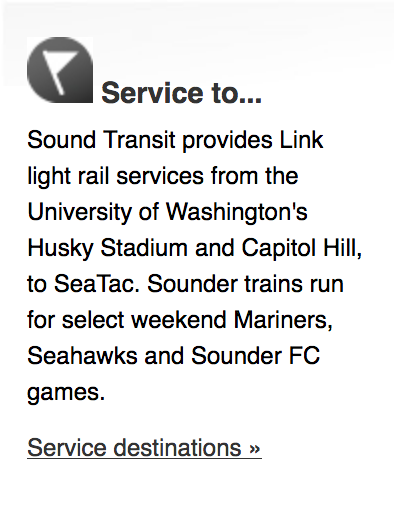 Service to...
Sound Transit provides Link
light rail services from the
University of Washington's
Husky Stadium and Capitol Hill,
to SeaTac. Sounder trains run
for select weekend Mariners,
Seahawks and Sounder FC
games.
Service destinations »